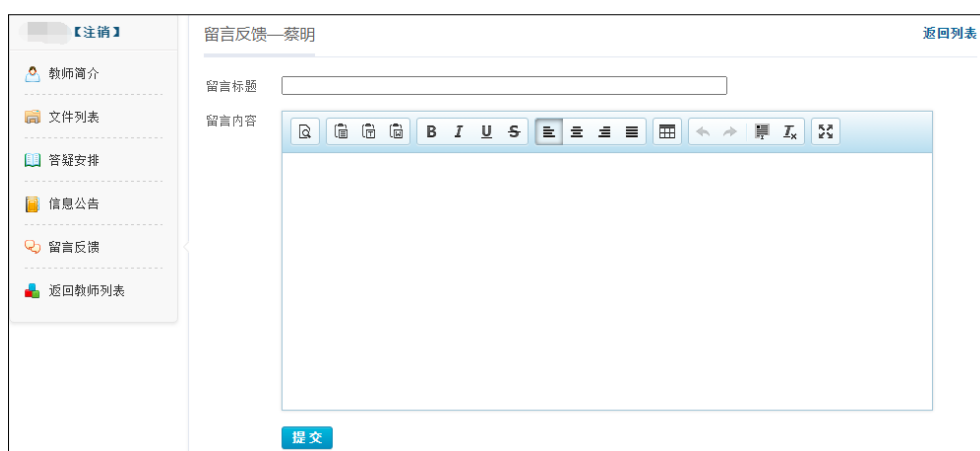 【注销】
教师简介
文件列表
答疑安排
信息公告
留言反馈
返回教师列表
留言反馈—蔡明
返回列表
留言标题
留言内容
B I U S
提交